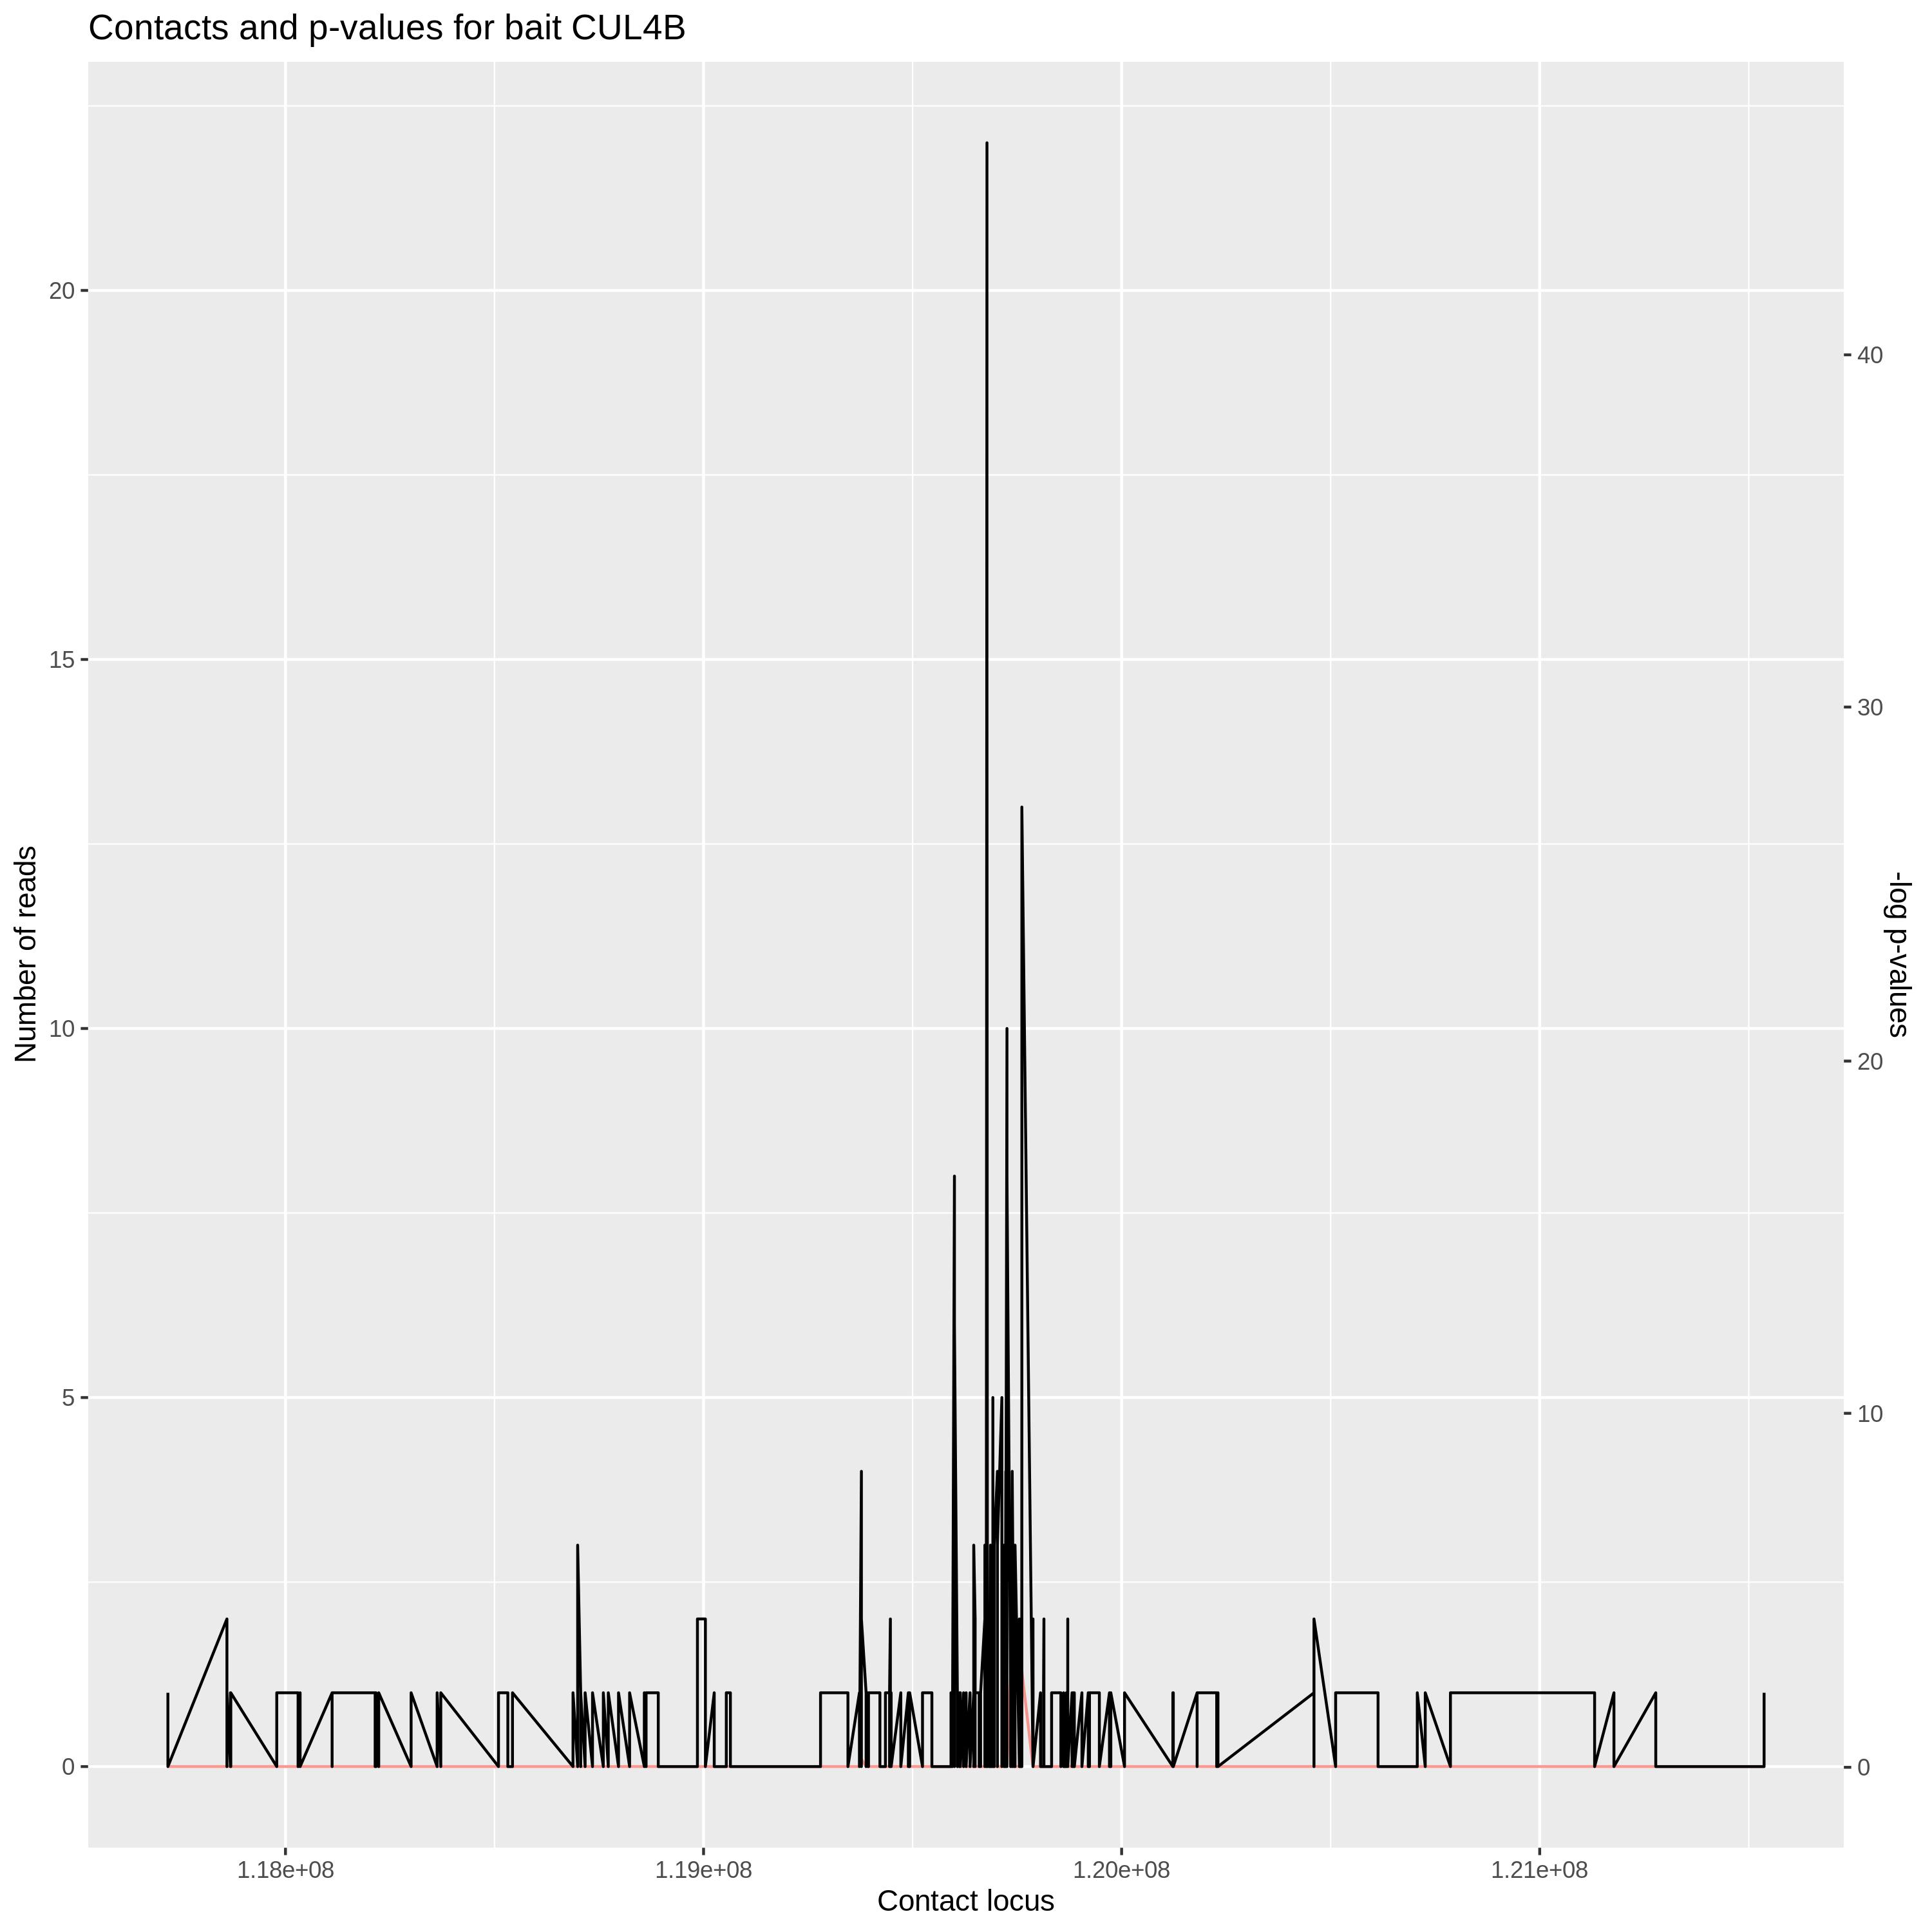 Contacts and p-values for bait CUL4B
20
15
10
5
0
Number of reads
40
30
20
10
0
-log p-values
1.18e+08
1.19e+08
1.20e+08
1.21e+08
Contact locus